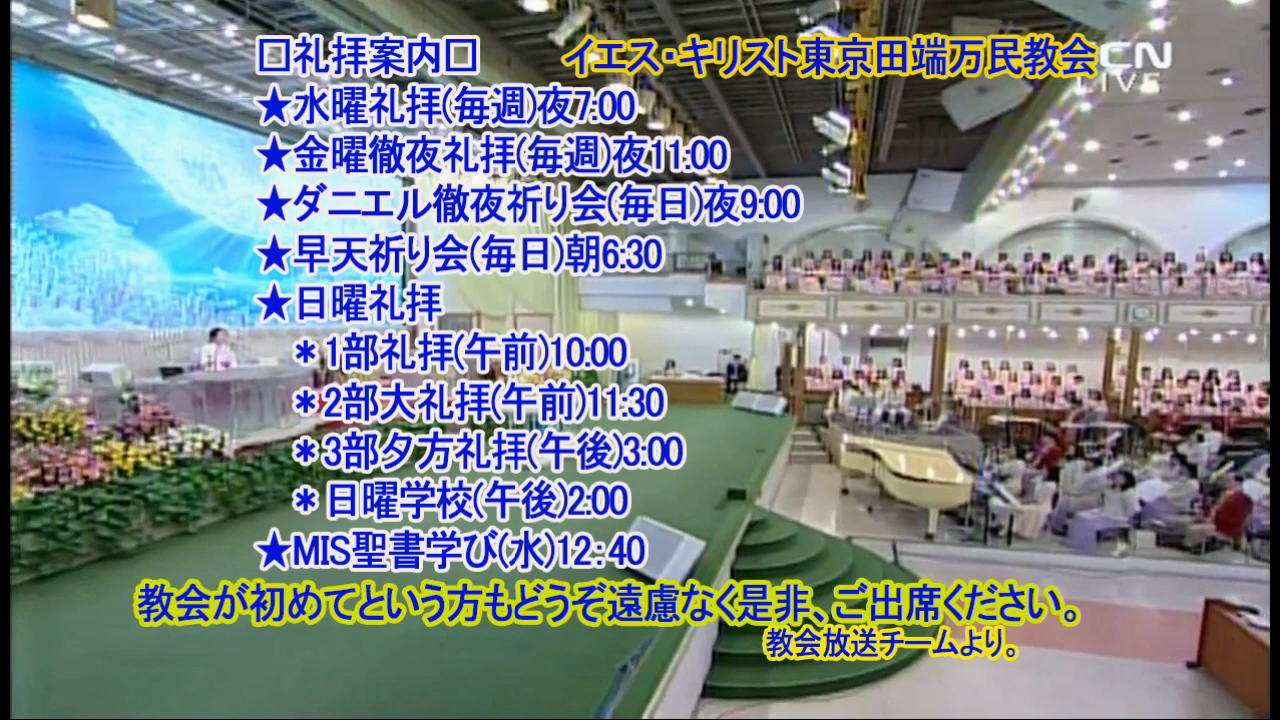 □礼拝案内□ イエス・キリスト東京田端万民教会 CN
LIVE
★水曜礼拝(毎週)夜7:00
★金曜徹夜礼拝(毎週)夜11:00
★ダニエル徹夜祈り会(毎日)夜9:00
★早天祈り会(毎日)朝6:30
★日曜礼拝
*1部礼拝(午前)10:00
*2部大礼拝(午前)11:30
*3部夕方礼拝(午後)3:00
*日曜学校(午後)2:00
★MIS聖書学び(水)12:40
教会が初めてという方もどうぞ遠慮なく是非、ご出席ください。
教会放送チームより。